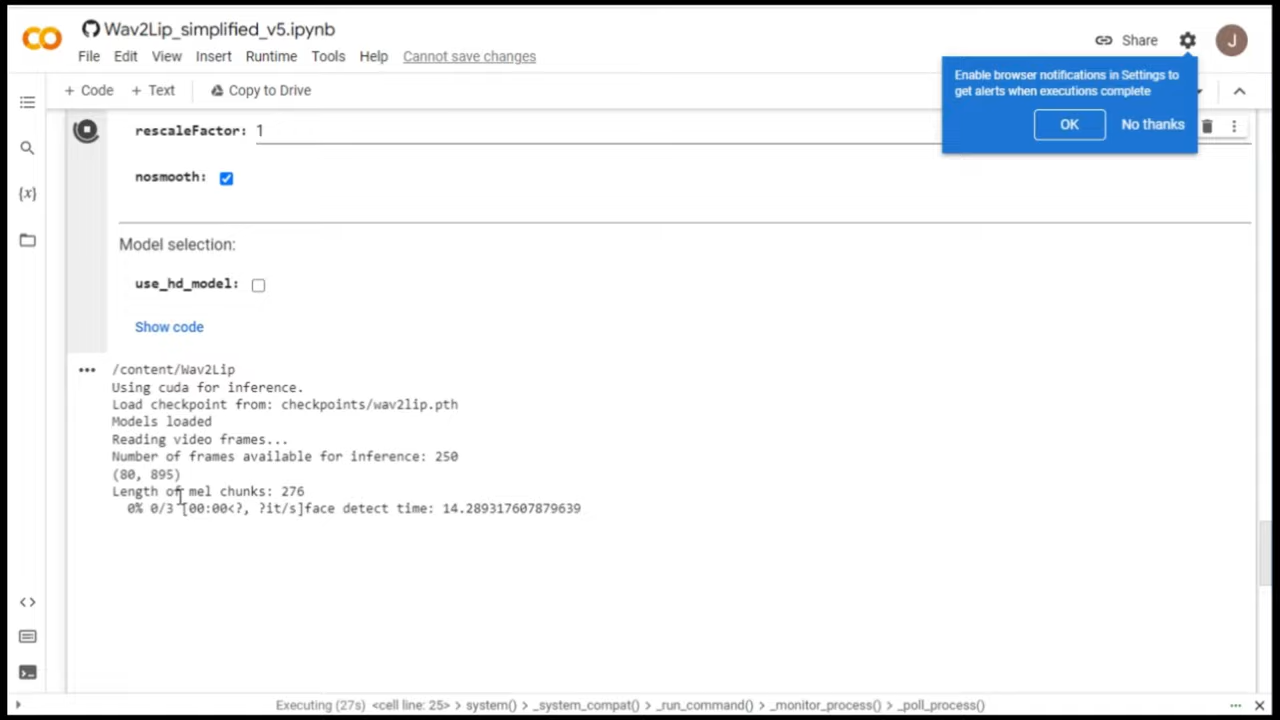 Wav2Lip_simplified_v5.ipynb
File Edit View Insert Runtime Tools Help Cannot save changes
Share
J
+ Code + Text Copy to Drive
Enable browser notifications in Settings to
get alerts when executions complete
OK No thanks
rescaleFactor: 1
nosmooth:
{x}
Model selection:
use_hd_model:
Show code
/content/Wav2Lip
Using cuda for inference.
Load checkpoint from: checkpoints/wav2lip.pth
Models loaded
Reading video frames...
Number of frames available for inference: 250
(80, 895)
Length of mel chunks: 276
0% 0/3 [00:00<?, ?it/s]face detect time: 14.289317607879639
Executing (27s) <cell line: 25> > system() > _system_compat() > _run_command() > _monitor_process() > _poll_process()